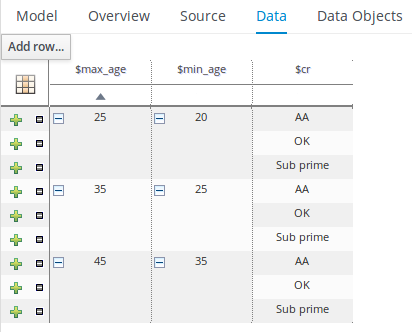 Model Overview Source Data Data Objects
Add row...
$max_age $min_age $cr
25 20 AA
OK
Sub prime
35 25 AA
OK
Sub prime
45 35 AA
OK
Sub prime